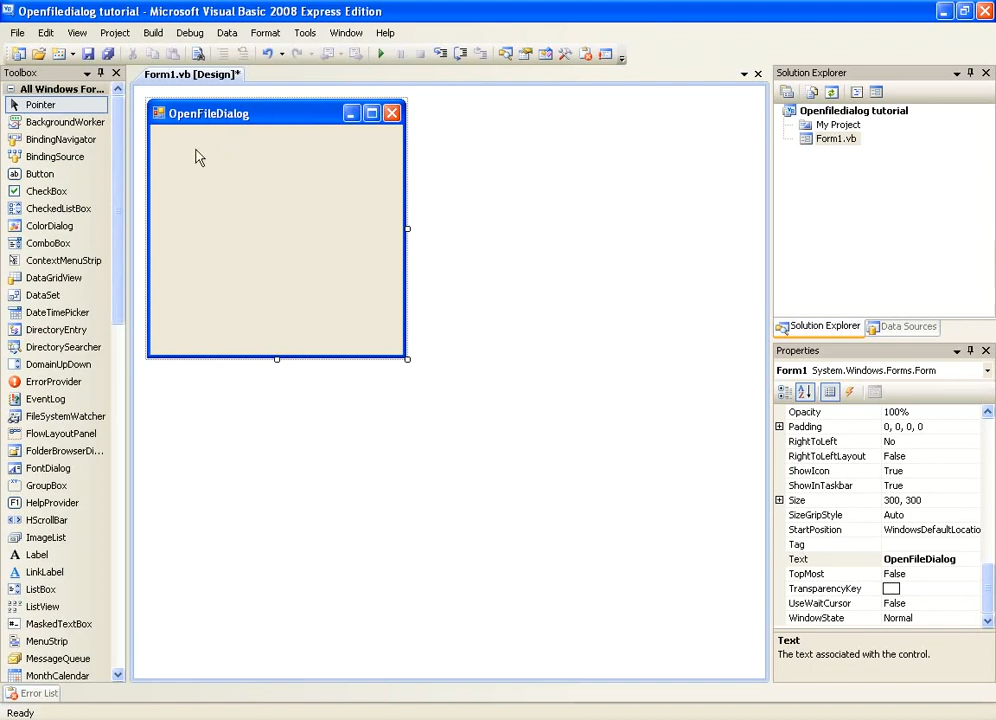 Openfiledialog tutorial - Microsoft Visual Basic 2008 Express Edition
File Edit View Project Build Debug Data Format Tools Window Help
Toolbox
All Windows For...
Pointer
BackgroundWorker
BindingNavigator
BindingSource
Button
CheckBox
CheckedListBox
ColorDialog
ComboBox
ContextMenuStrip
DataGridView
DataSet
DateTimePicker
DirectoryEntry
DirectorySearcher
DomainUpDown
ErrorProvider
EventLog
FileSystemWatcher
FlowLayoutPanel
FolderBrowserDi...
FontDialog
GroupBox
HelpProvider
HScrollBar
ImageList
Label
LinkLabel
ListBox
ListView
MaskedTextBox
MenuStrip
MessageQueue
MonthCalendar
Error List
Ready
Form1.vb [Design]*
OpenFileDialog
Solution Explorer
Openfiledialog tutorial
My Project
Form1.vb
Solution Explorer Data Sources
Properties
Form1 System.Windows.Forms.Form
Opacity 100%
Padding 0, 0, 0, 0
RightToLeft No
RightToLeftLayout False
ShowIcon True
ShowInTaskbar True
Size 300, 300
SizeGripStyle Auto
StartPosition WindowsDefaultLocatio
Tag
Text OpenFileDialog
TopMost False
TransparencyKey
UseWaitCursor False
WindowState Normal
Text
The text associated with the control.